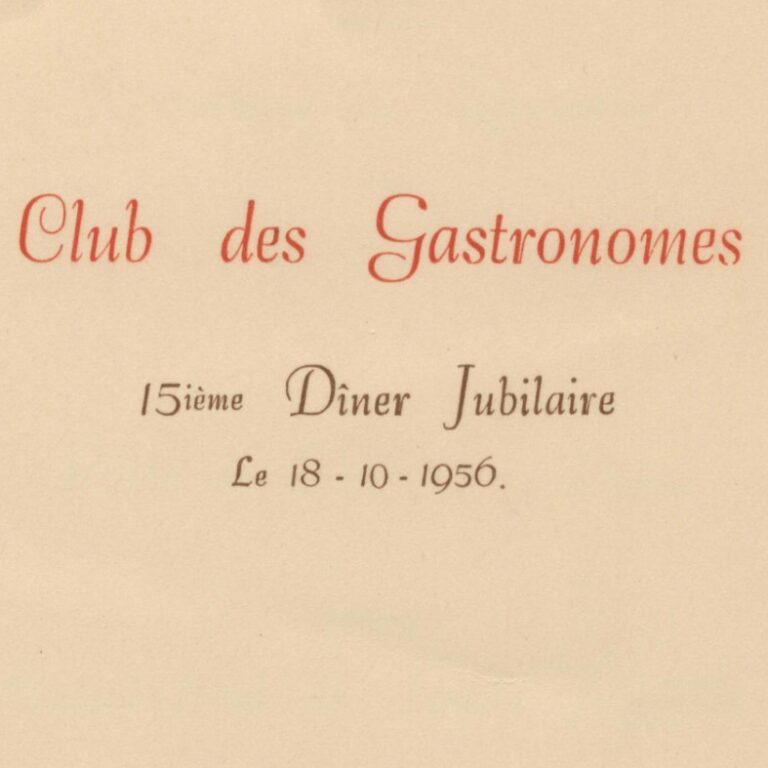 Club des Gastronomes
15ième Dîner Jubilaire
Le 18 - 10 - 1956.